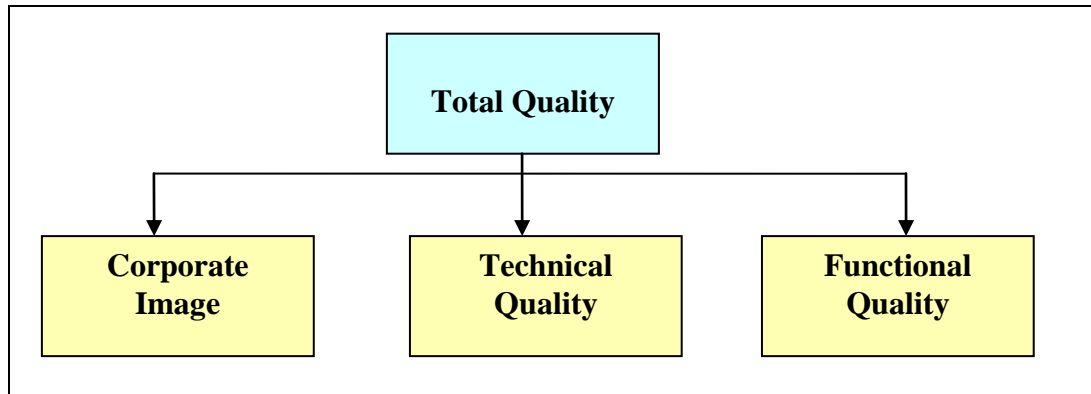 Total Quality
Corporate
Image
Technical
Quality
Functional
Quality